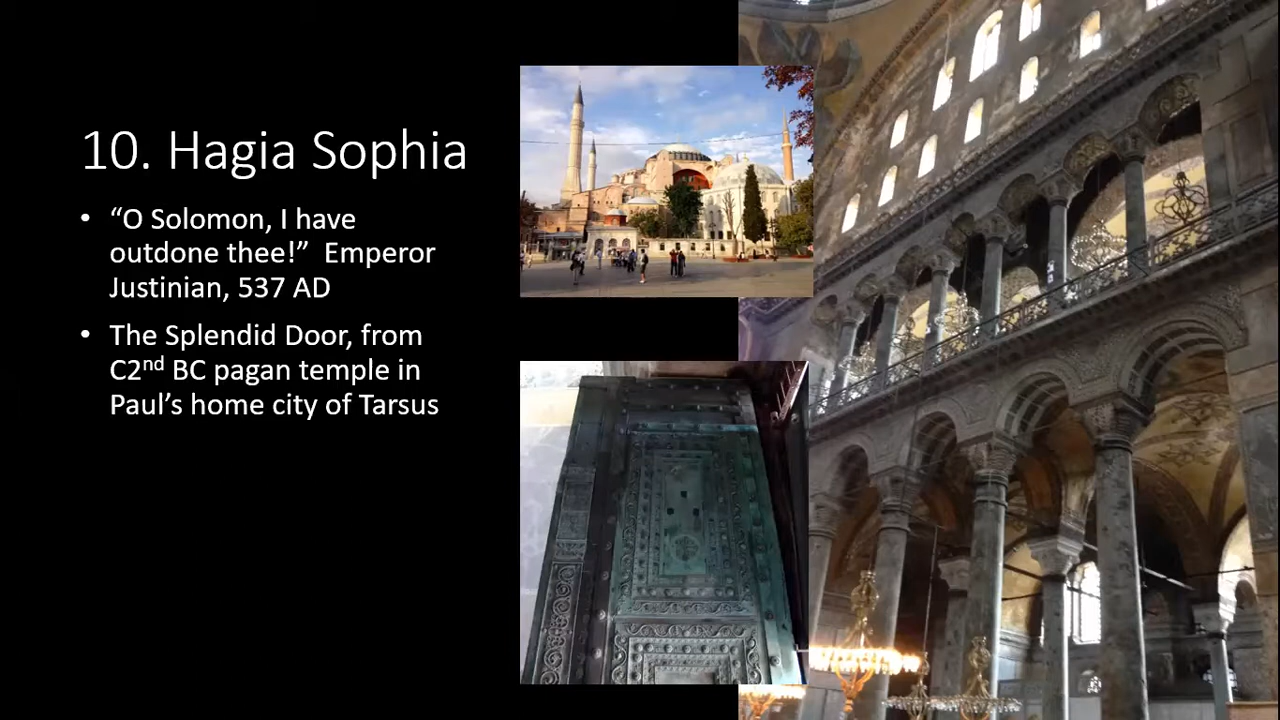 10. Hagia Sophia
• “O Solomon, I have
outdone thee!”  Emperor
Justinian, 537 AD
• The Splendid Door, from
C2nd BC pagan temple in
Paul’s home city of Tarsus